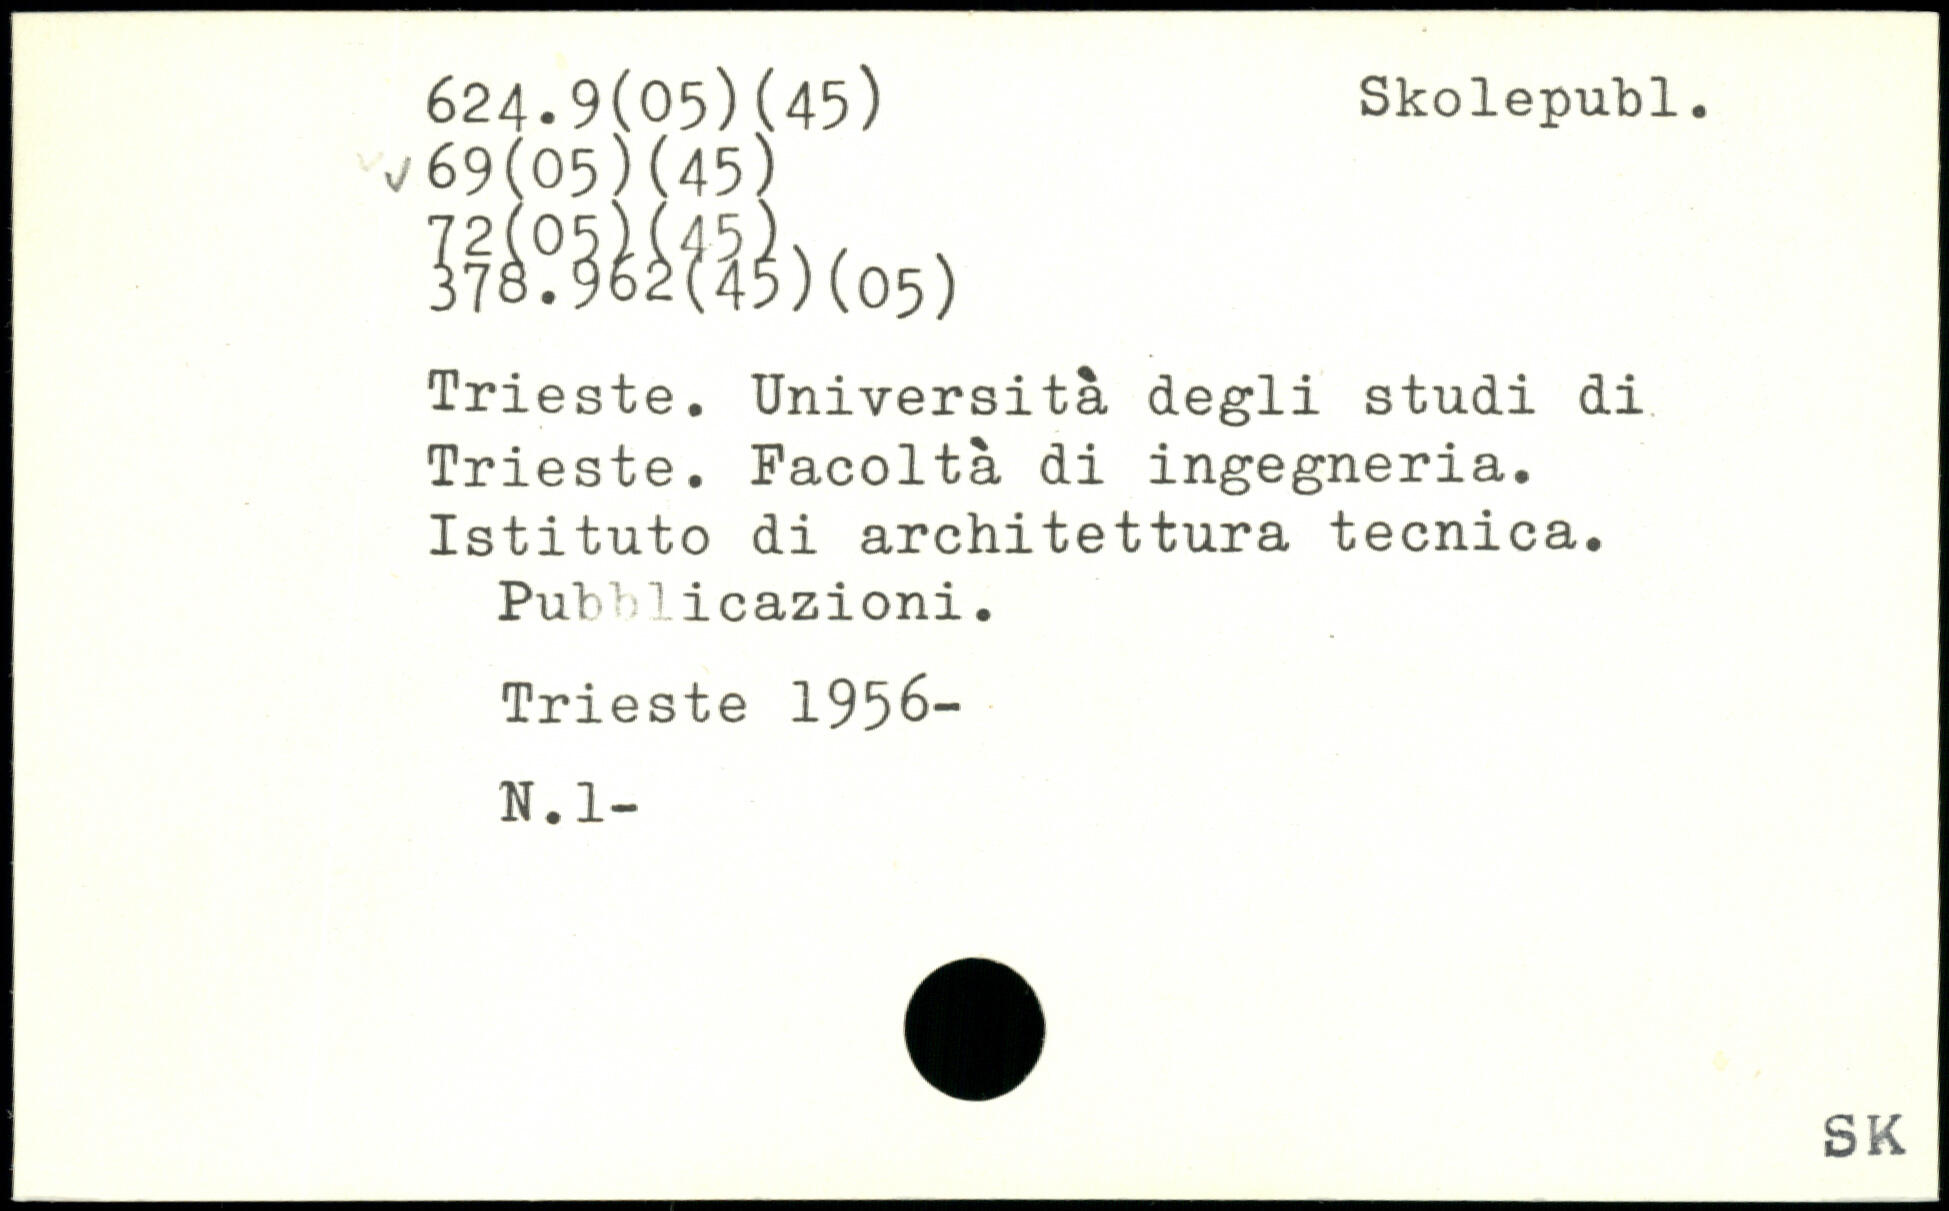 624.9(05)(45) Skolepubl.
✓ 69(05)(45)
72(05)(45)
378.962(45)(05)
Trieste. Università degli studi di
Trieste. Facoltà di ingegneria.
Istituto di architettura tecnica.
Pubblicazioni.
Trieste 1956-
N.1-
SK